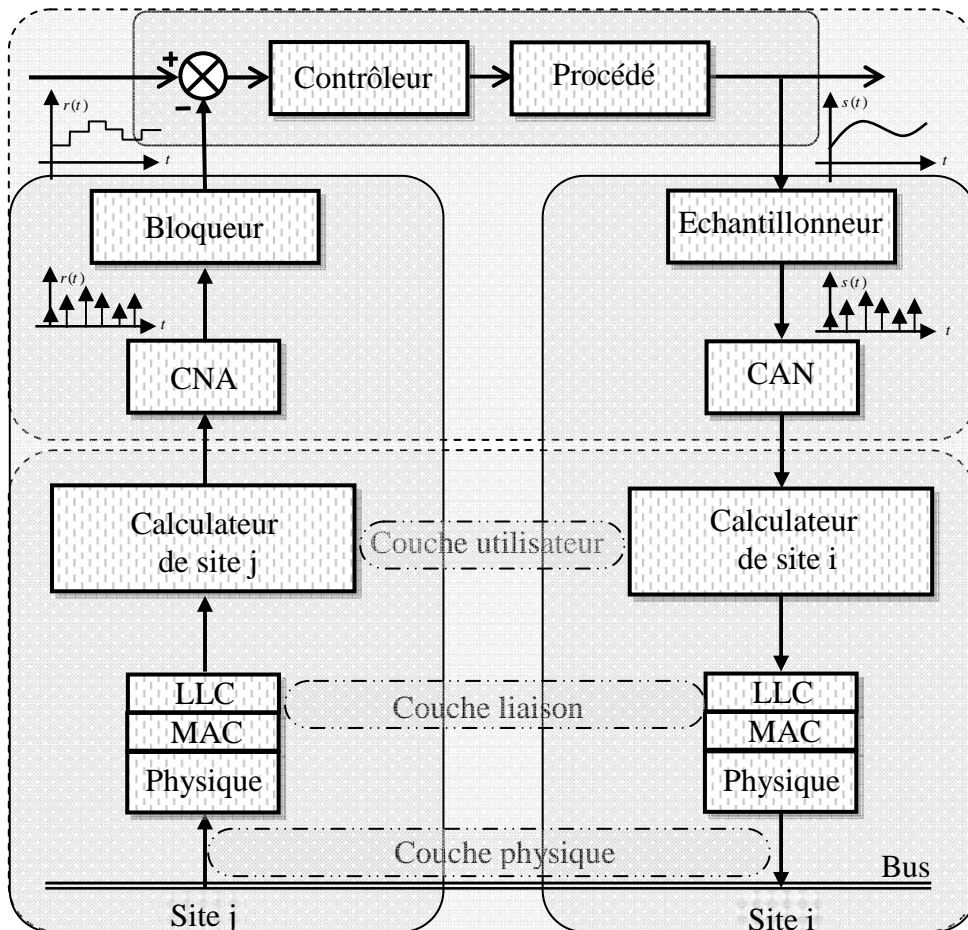 +
Contrôleur
Procédé
−
r(t)
t
s(t)
t
Bloqueur
Echantillonneur
r(t)
t
s(t)
t
CNA
CAN
Calculateur
de site j
Couche utilisateur
Calculateur
de site i
LLC
MAC
Physique
Couche liaison
LLC
MAC
Physique
Couche physique
Bus
Site j
Site i